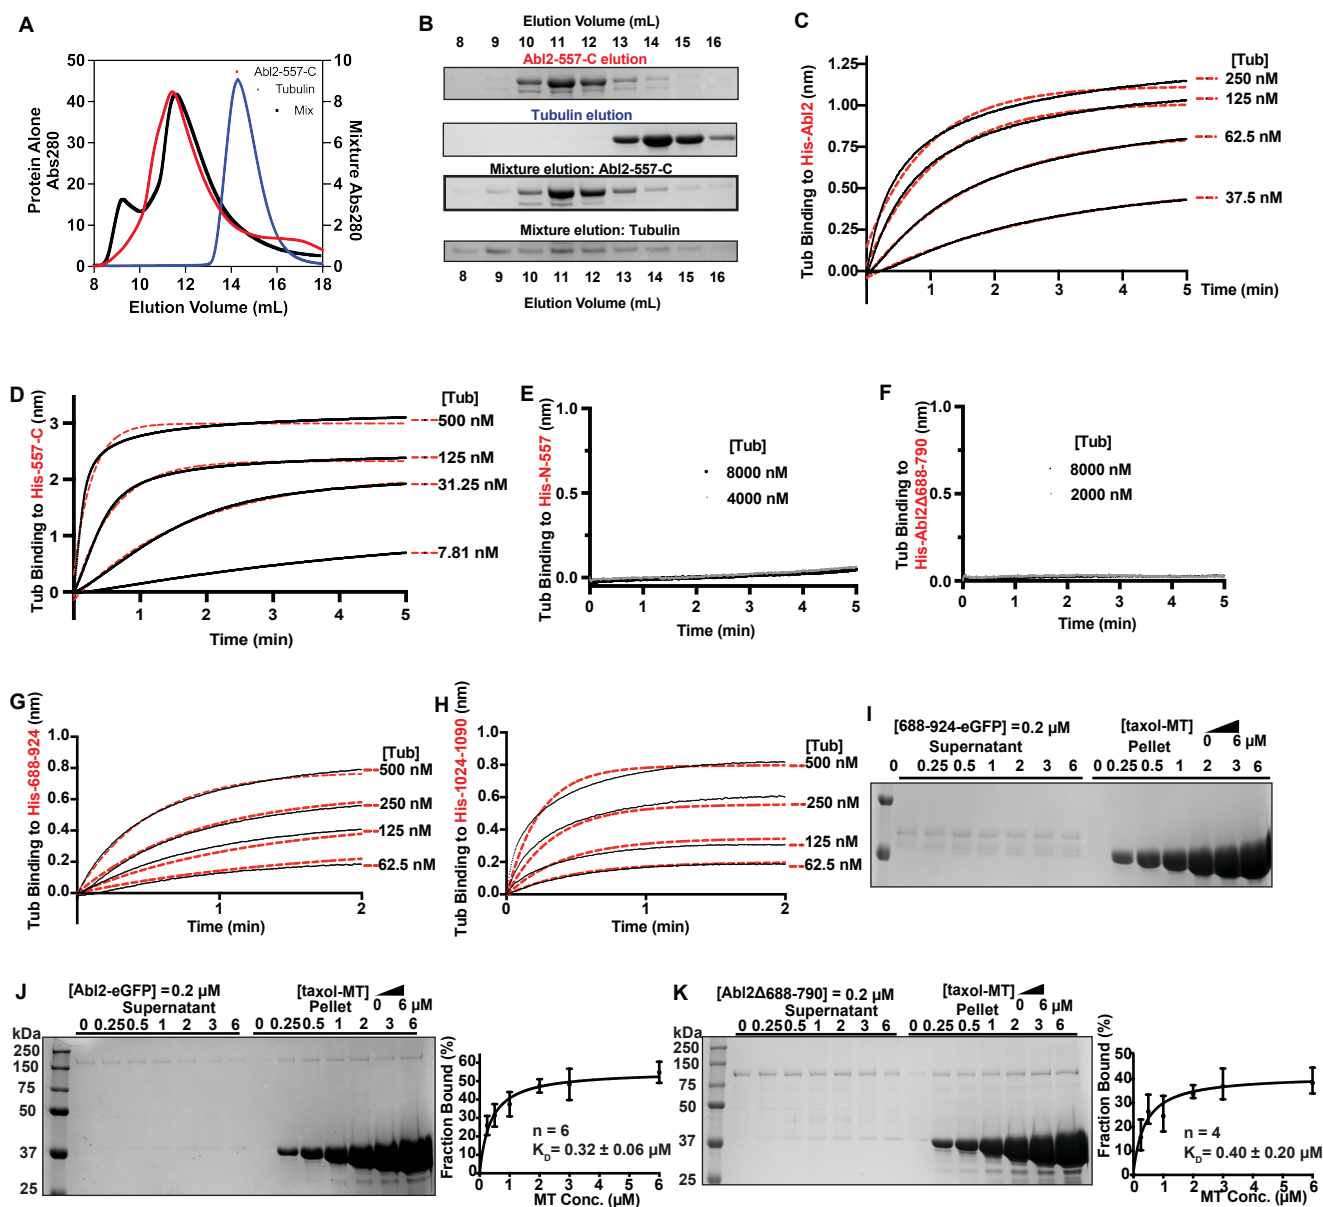 A
50
40
30
20
10
0
Protein Alone
Abs280
10
8
6
4
2
0
Mixture Abs280
Abl2-557-C
Tubulin
Mix
8 10 12 14 16 18
Elution Volume (mL)
B
Elution Volume (mL)
8 9 10 11 12 13 14 15 16
Abl2-557-C elution
Tubulin elution
Mixture elution: Abl2-557-C
Mixture elution: Tubulin
8 9 10 11 12 13 14 15 16
Elution Volume (mL)
C
Tub Binding to His-Abl2 (nm)
1.25
1.00
0.75
0.50
0.25
0.00
[Tub]
250 nM
125 nM
62.5 nM
37.5 nM
1 2 3 4 5 Time (min)
D
Tub Binding to His-557-C (nm)
3
2
1
0
[Tub]
500 nM
125 nM
31.25 nM
7.81 nM
1 2 3 4 5
Time (min)
E
Tub Binding to His-N-557 (nm)
1.0
0.5
0.0
[Tub]
8000 nM
4000 nM
0 1 2 3 4 5
Time (min)
F
Tub Binding to
His-Abl2Δ688-790 (nm)
1.0
0.5
0.0
[Tub]
8000 nM
2000 nM
0 1 2 3 4 5
Time (min)
G
Tub Binding to His-688-924 (nm)
1.0
0.8
0.6
0.4
0.2
0.0
[Tub]
500 nM
250 nM
125 nM
62.5 nM
1 2
Time (min)
H
Tub Binding to His-1024-1090 (nm)
1.0
0.8
0.6
0.4
0.2
0.0
[Tub]
500 nM
250 nM
125 nM
62.5 nM
0 1 2
Time (min)
I
[688-924-eGFP] = 0.2 μM
Supernatant
[taxol-MT]
0 6 μM
Pellet
0 0.25 0.5 1 2 3 6 0 0.25 0.5 1 2 3 6
J
[Abl2-eGFP] = 0.2 μM
Supernatant
[taxol-MT]
0 6 μM
Pellet
0 0.25 0.5 1 2 3 6 0 0.25 0.5 1 2 3 6
kDa
250
150
75
50
37
25
Fraction Bound (%)
60
50
40
30
20
10
0
n = 6
KD= 0.32 ± 0.06 μM
0 1 2 3 4 5 6
MT Conc. (μM)
K
[Abl2Δ688-790] = 0.2 μM
Supernatant
[taxol-MT]
0 6 μM
Pellet
0 0.25 0.5 1 2 3 6 0 0.25 0.5 1 2 3 6
kDa
250
150
75
50
37
25
Fraction Bound (%)
50
40
30
20
10
0
n = 4
KD= 0.40 ± 0.20 μM
0 1 2 3 4 5 6
MT Conc. (μM)